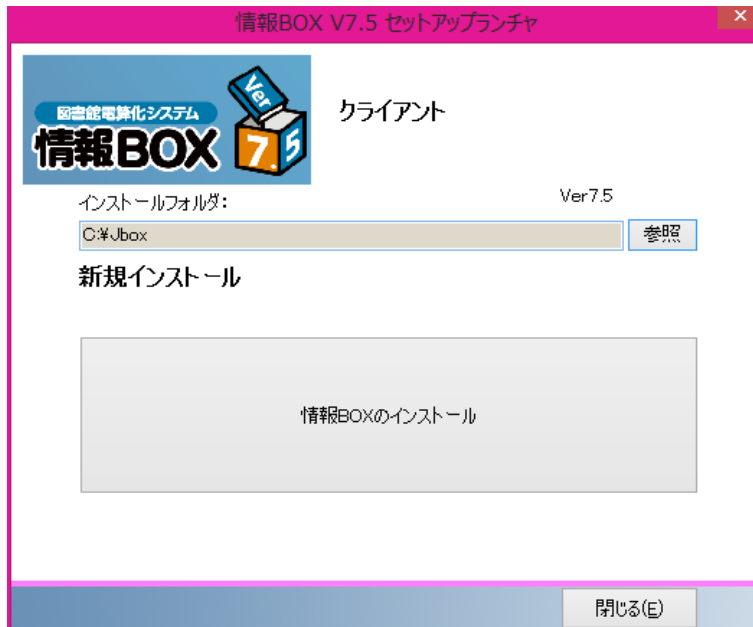 情報BOX V7.5 セットアップランチャ
×
図書館電算化システム
情報BOX
Ver
7.5
クライアント
インストールフォルダ:
Ver7.5
C:¥Jbox
参照
新規インストール
情報BOXのインストール
閉じる(E)